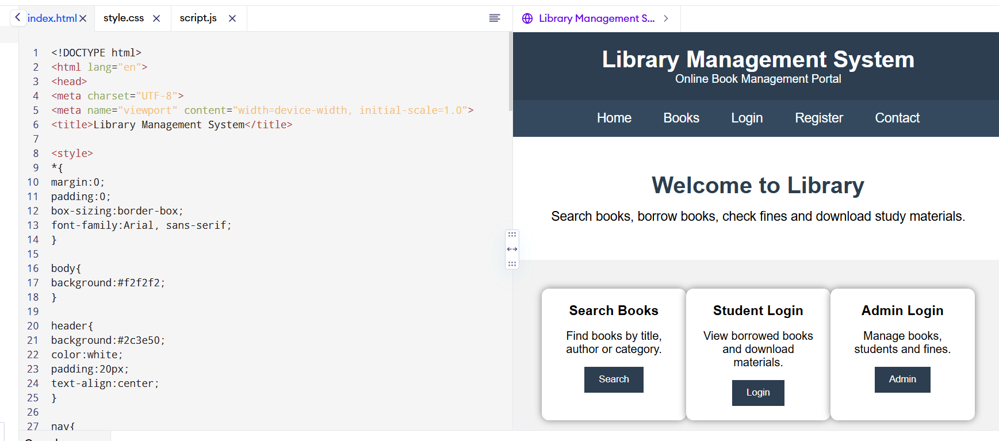 index.html
style.css
script.js
Library Management S...
1 <!DOCTYPE html>
2 <html lang="en">
3 <head>
4 <meta charset="UTF-8">
5 <meta name="viewport" content="width=device-width, initial-scale=1.0">
6 <title>Library Management System</title>
7
8 <style>
9 *{
10 margin:0;
11 padding:0;
12 box-sizing:border-box;
13 font-family:Arial, sans-serif;
14 }
15
16 body{
17 background:#f2f2f2;
18 }
19
20 header{
21 background:#2c3e50;
22 color:white;
23 padding:20px;
24 text-align:center;
25 }
26
27 nav{
Library Management System
Online Book Management Portal
Home Books Login Register Contact
Welcome to Library
Search books, borrow books, check fines and download study materials.
Search Books
Find books by title,
author or category.
Search
Student Login
View borrowed books
and download
materials.
Login
Admin Login
Manage books,
students and fines.
Admin